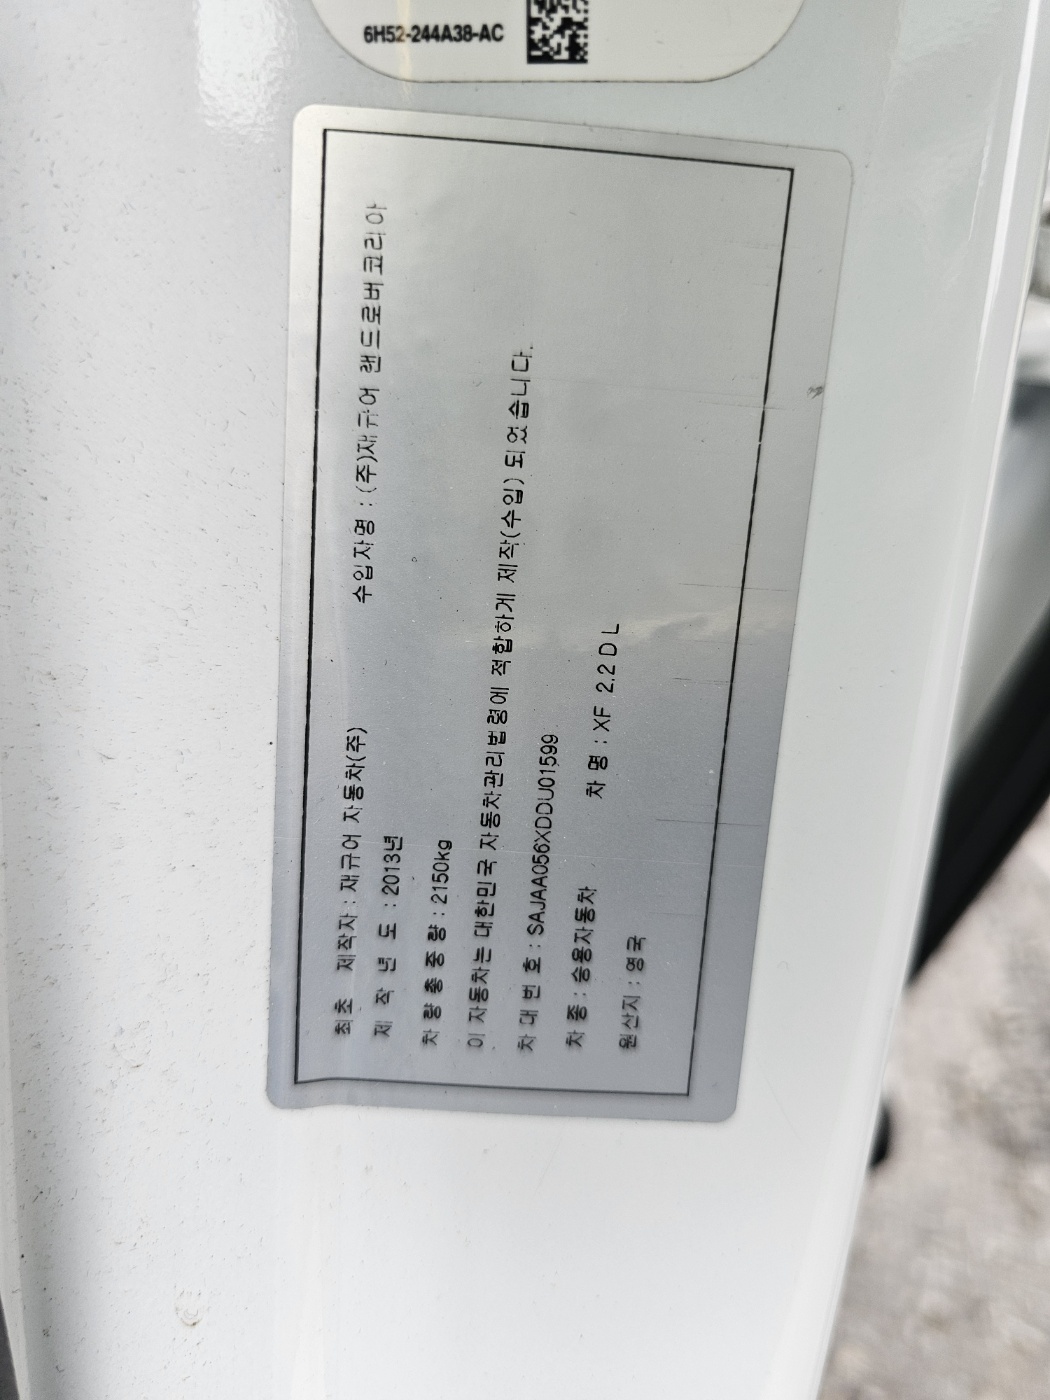 6H52-244A38-AC
최초 제작자 : 재규어 자동차(주) 수입자명 : (주)재규어 랜드로버코리아
제 작 년 도 : 2013년
차 량 총 중 량 : 2150kg
이 자동차는 대한민국 자동차관리법령에 적합하게 제작(수입) 되었습니다.
차 대 번 호 : SAJAA056XDDU01599
차 종 : 승용자동차 차 명 : XF 2.2 D L
원산지 : 영국